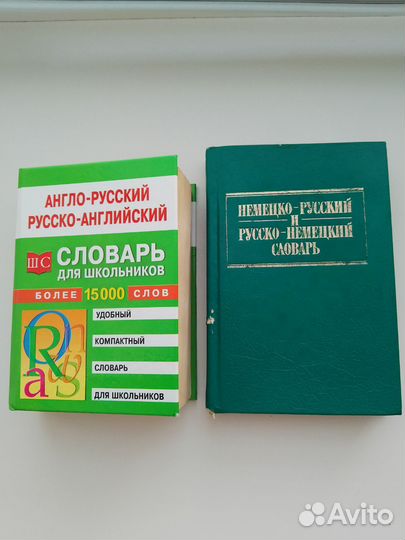 АНГЛО-РУССКИЙ
РУССКО-АНГЛИЙСКИЙ
ШС
СЛОВАРЬ
ДЛЯ ШКОЛЬНИКОВ
БОЛЕЕ 15000 СЛОВ
УДОБНЫЙ
КОМПАКТНЫЙ
СЛОВАРЬ
ДЛЯ ШКОЛЬНИКОВ
НЕМЕЦКО-РУССКИЙ
И
РУССКО-НЕМЕЦКИЙ
СЛОВАРЬ
Avito